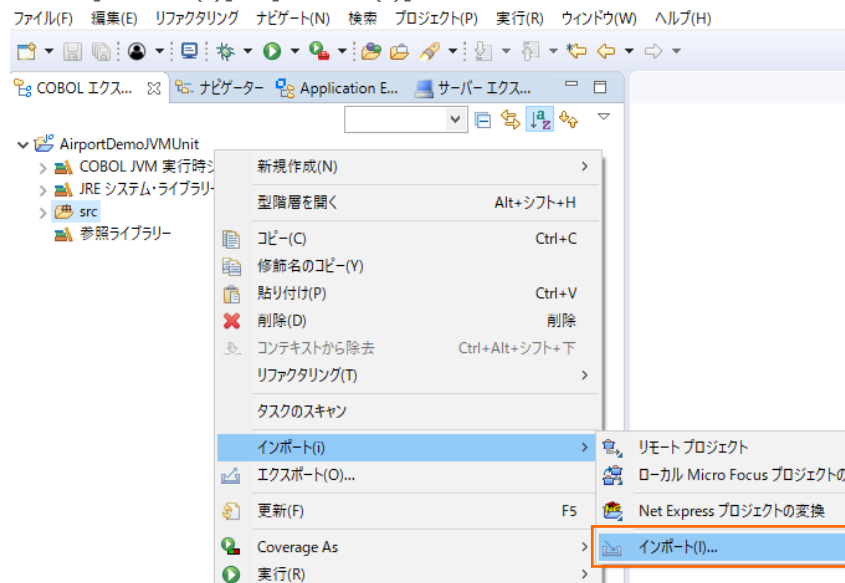 ファイル(F) 編集(E) リファクタリング ナビゲート(N) 検索 プロジェクト(P) 実行(R) ウィンドウ(W) ヘルプ(H)
COBOL エクス... ナビゲーター Application E... サーバー エクス...
AirportDemoJVMUnit
COBOL JVM 実行時シ
JRE システム・ライブラリー
src
参照ライブラリー
新規作成(N)
型階層を開く Alt+シフト+H
コピー(C) Ctrl+C
修飾名のコピー(Y)
貼り付け(P) Ctrl+V
削除(D) 削除
コンテキストから除去 Ctrl+Alt+シフト+下
リファクタリング(T)
タスクのスキャン
インポート(i)
エクスポート(O)...
更新(F) F5
Coverage As
実行(R)
リモート プロジェクト
ローカル Micro Focus プロジェクトの
Net Express プロジェクトの変換
インポート(I)...